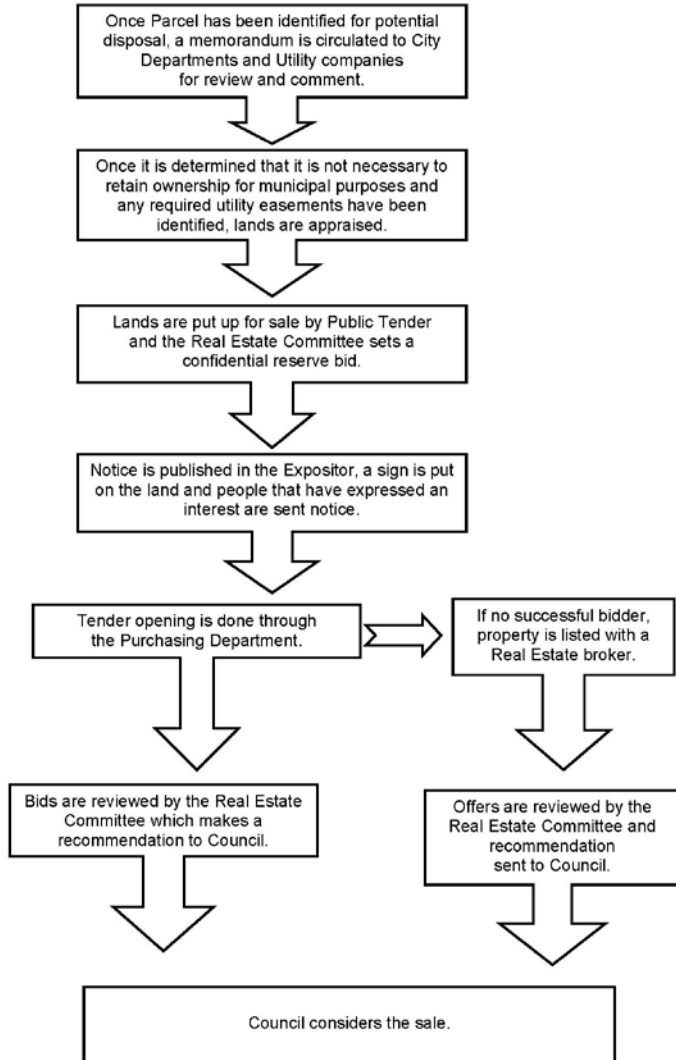 Once Parcel has been identified for potential
disposal, a memorandum is circulated to City
Departments and Utility companies
for review and comment.
Once it is determined that it is not necessary to
retain ownership for municipal purposes and
any required utility easements have been
identified, lands are appraised.
Lands are put up for sale by Public Tender
and the Real Estate Committee sets a
confidential reserve bid.
Notice is published in the Expositor, a sign is put
on the land and people that have expressed an
interest are sent notice.
Tender opening is done through
the Purchasing Department.
If no successful bidder,
property is listed with a
Real Estate broker.
Bids are reviewed by the Real Estate
Committee which makes a
recommendation to Council.
Offers are reviewed by the
Real Estate Committee and
recommendation
sent to Council.
Council considers the sale.